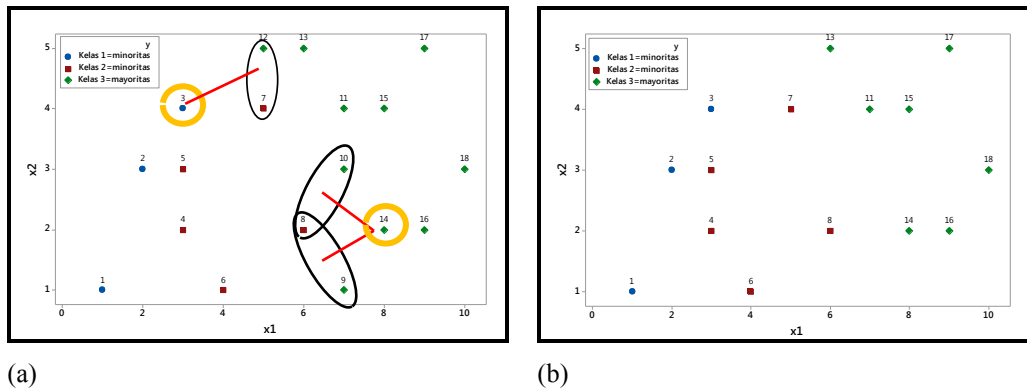 y
Kelas 1=minoritas
Kelas 2=minoritas
Kelas 3=mayoritas
12 13 17
5
3 7 11 15
4
2 5 10 18
3
4 8 14 16
2
1 6 9
1
0 2 4 6 8 10
x1
x2
(a)
y
Kelas 1=minoritas
Kelas 2=minoritas
Kelas 3=mayoritas
13 17
5
3 7 11 15
4
2 5 18
3
4 8 14 16
2
1 6
1
0 2 4 6 8 10
x1
x2
(b)